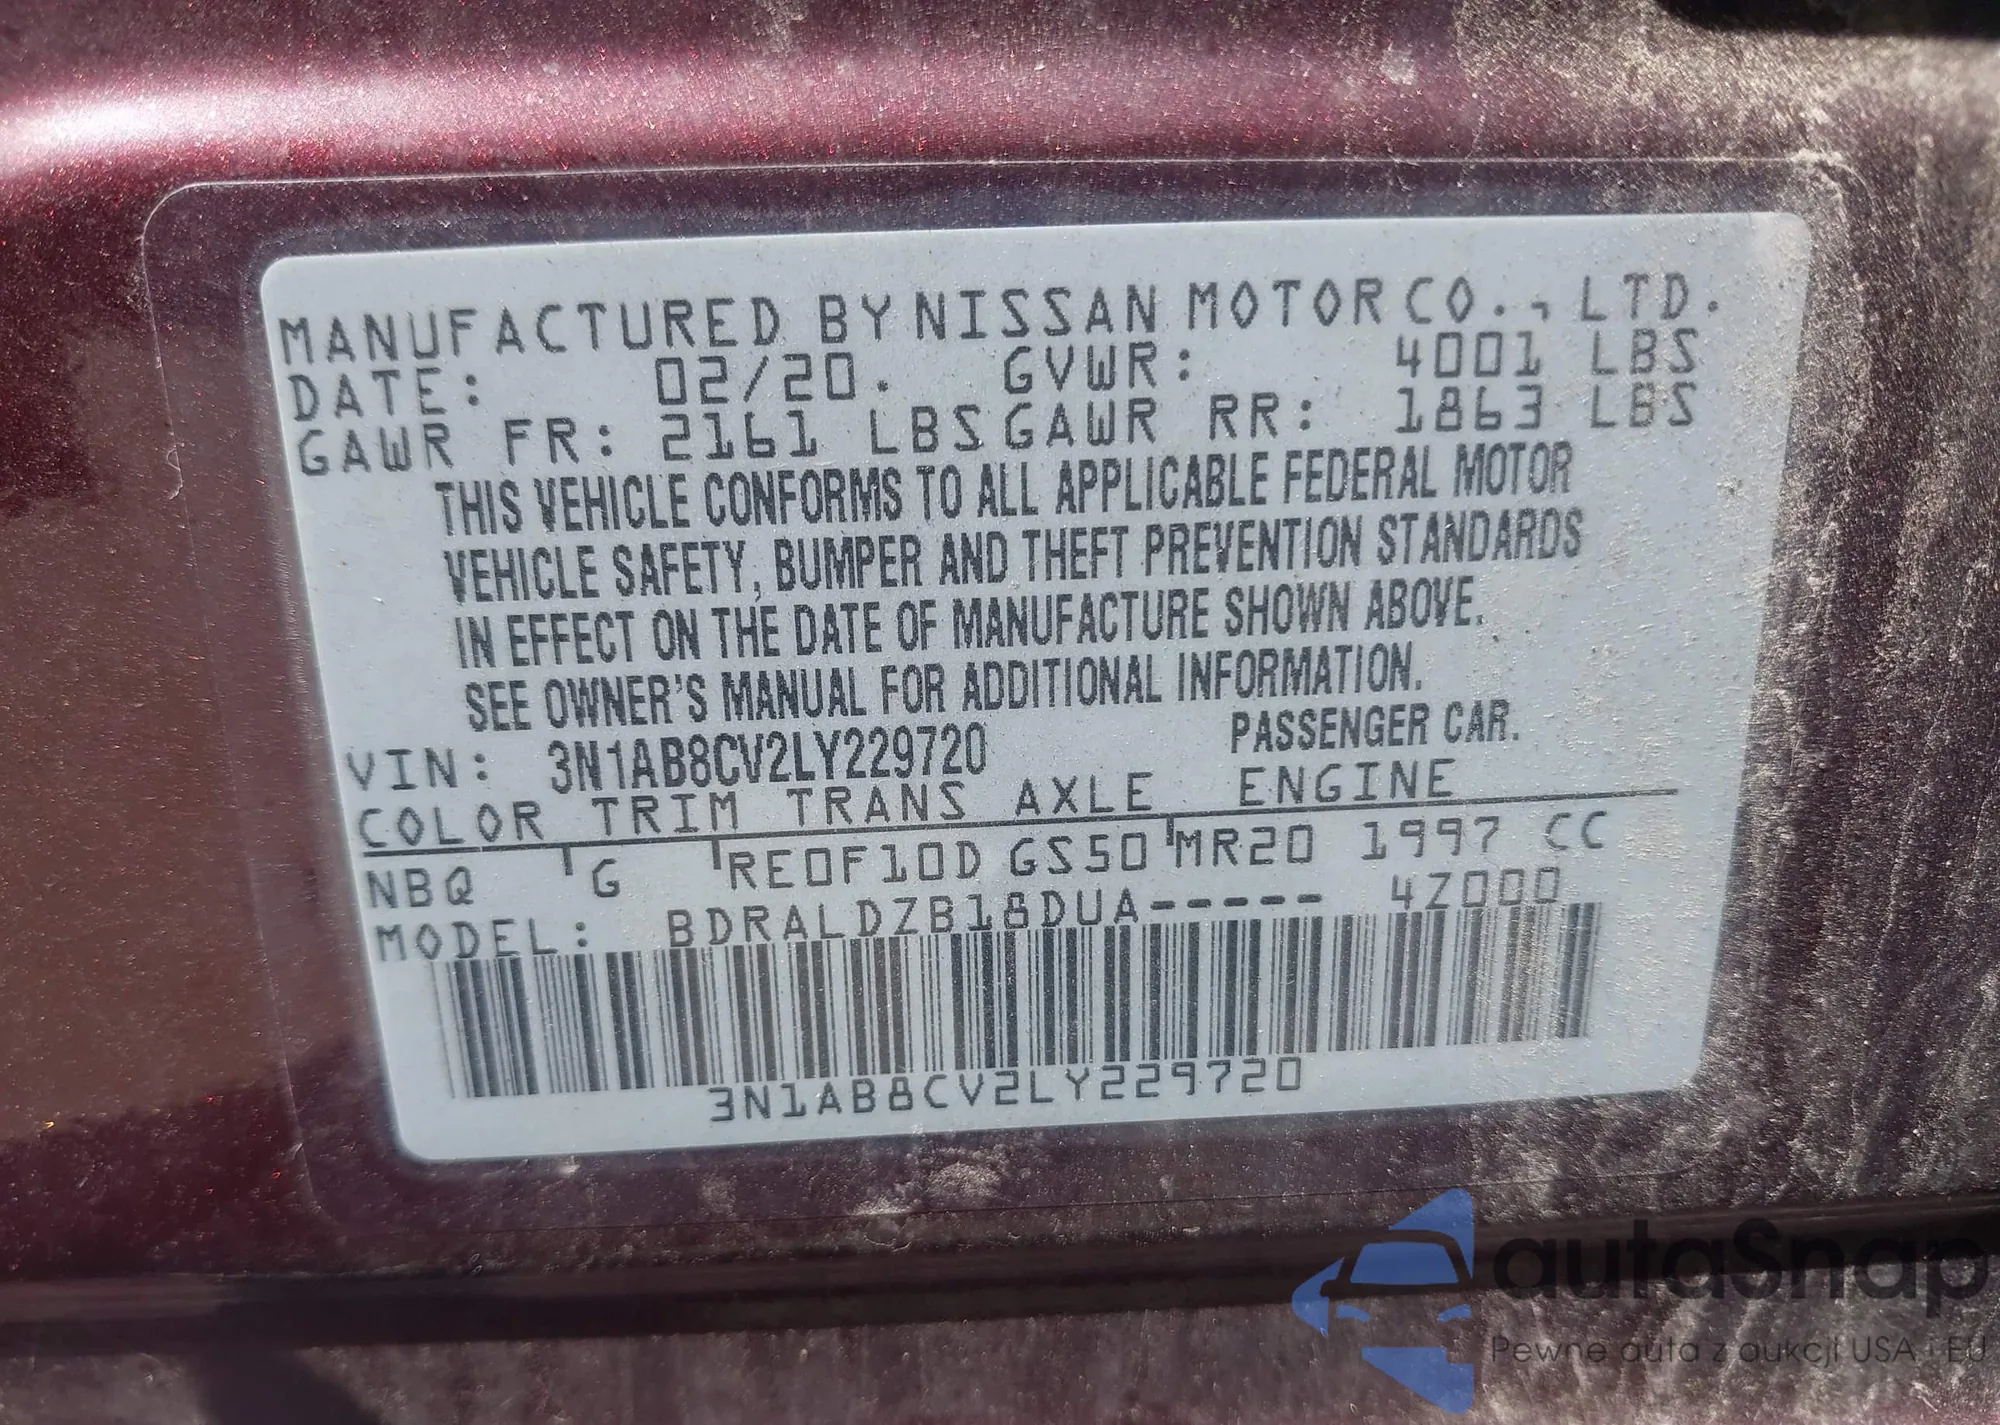 MANUFACTURED BY NISSAN MOTOR CO., LTD.
DATE: 02/20. GVWR: 4001 LBS
GAWR FR: 2161 LBS GAWR RR: 1863 LBS
THIS VEHICLE CONFORMS TO ALL APPLICABLE FEDERAL MOTOR
VEHICLE SAFETY, BUMPER AND THEFT PREVENTION STANDARDS
IN EFFECT ON THE DATE OF MANUFACTURE SHOWN ABOVE.
SEE OWNER'S MANUAL FOR ADDITIONAL INFORMATION.
VIN: 3N1AB8CV2LY229720 PASSENGER CAR.
COLOR TRIM TRANS AXLE ENGINE
NBQ G RE0F10D GS50 MR20 1997 CC
MODEL: BDRALDZB18DUA----- 4Z000
3N1AB8CV2LY229720
autaSnap
Pewne auta z aukcji USA i EU